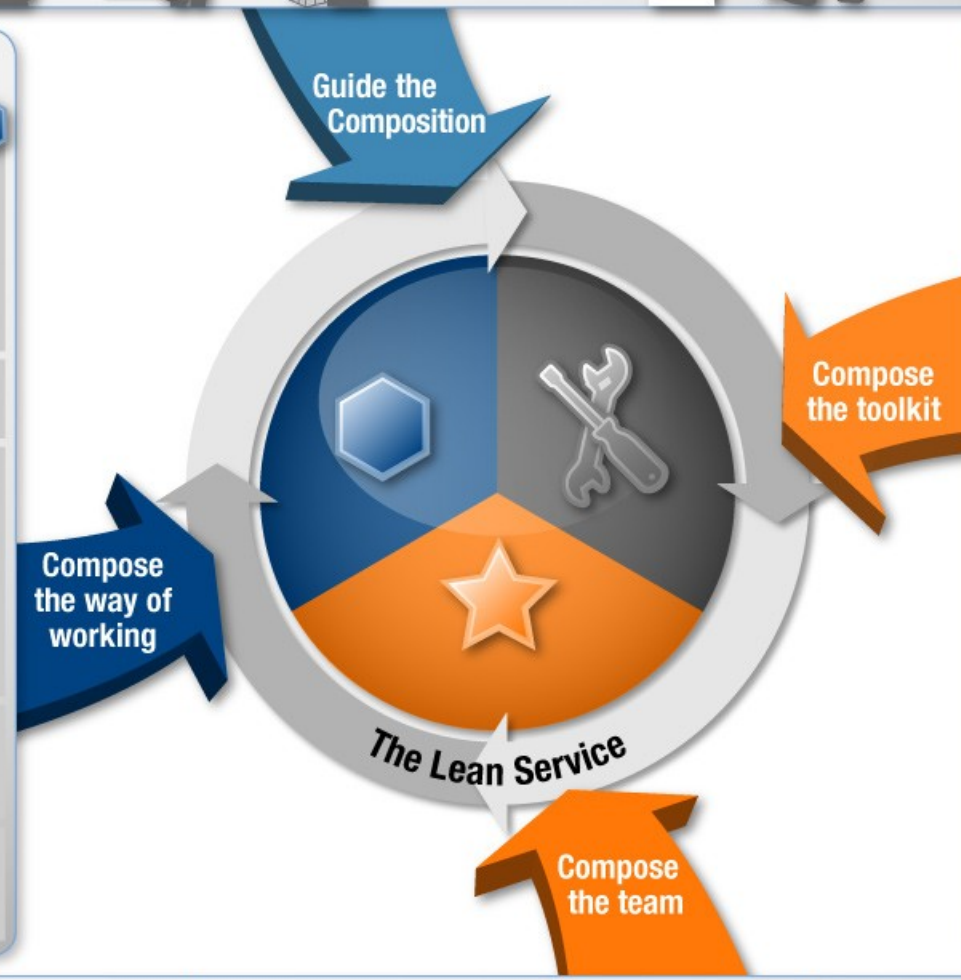 Guide the
Composition
Compose
the toolkit
Compose
the way of
working
The Lean Service
Compose
the team